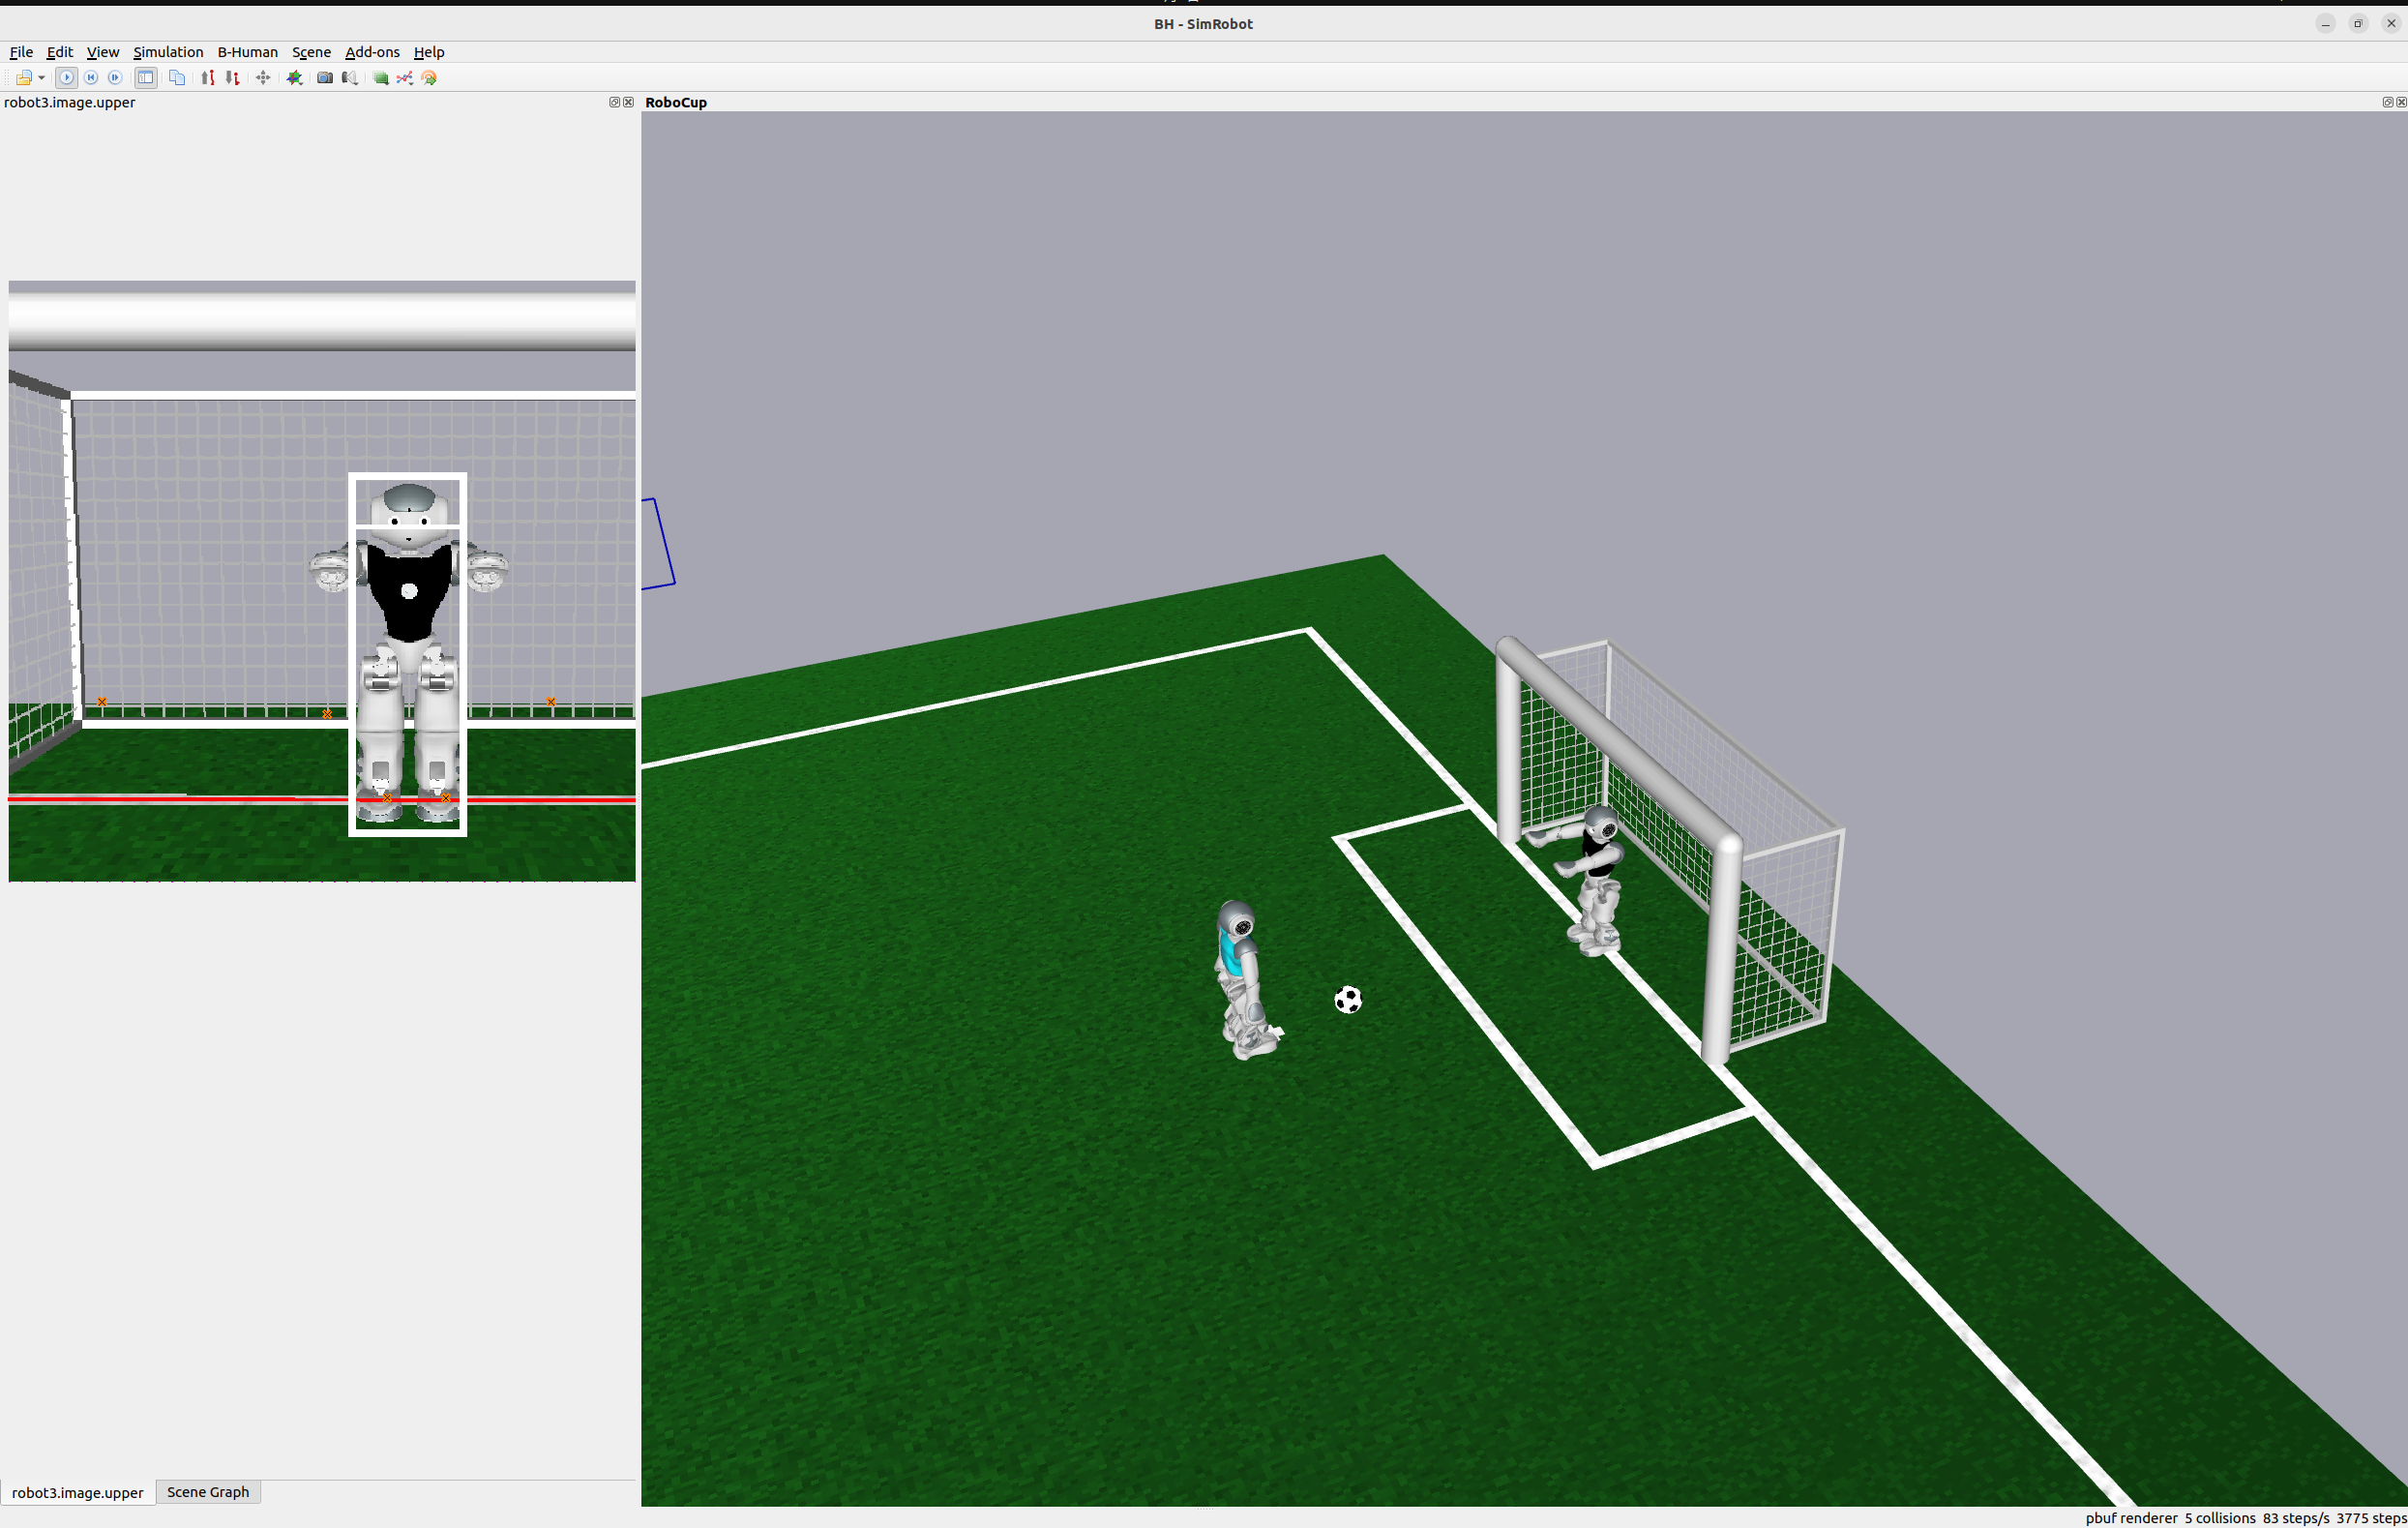 BH - SimRobot
File Edit View Simulation B-Human Scene Add-ons Help
robot3.image.upper
RoboCup
robot3.image.upper Scene Graph
pbuf renderer 5 collisions 83 steps/s 3775 steps